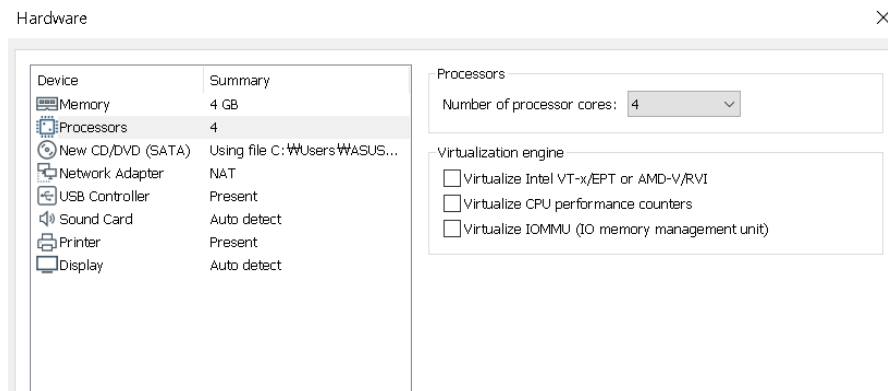 Hardware
Device Summary
Memory 4 GB
Processors 4
New CD/DVD (SATA) Using file C:₩Users₩ASUS...
Network Adapter NAT
USB Controller Present
Sound Card Auto detect
Printer Present
Display Auto detect
Processors
Number of processor cores: 4
Virtualization engine
Virtualize Intel VT-x/EPT or AMD-V/RVI
Virtualize CPU performance counters
Virtualize IOMMU (IO memory management unit)